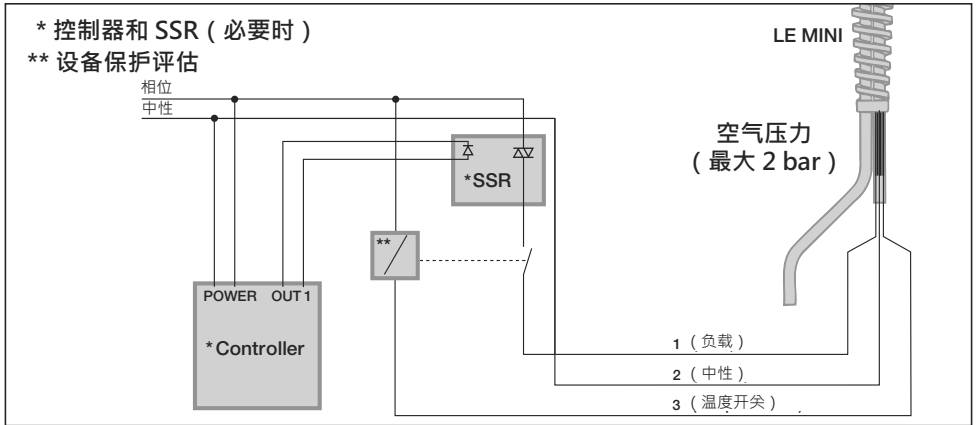 * 控制器和 SSR ( 必要时 )
** 设备保护评估
相位
中性
LE MINI
空气压力
( 最大 2 bar )
*SSR
**
POWER OUT 1
*Controller
1 ( 负载 )
2 ( 中性 )
3 ( 温度开关 )